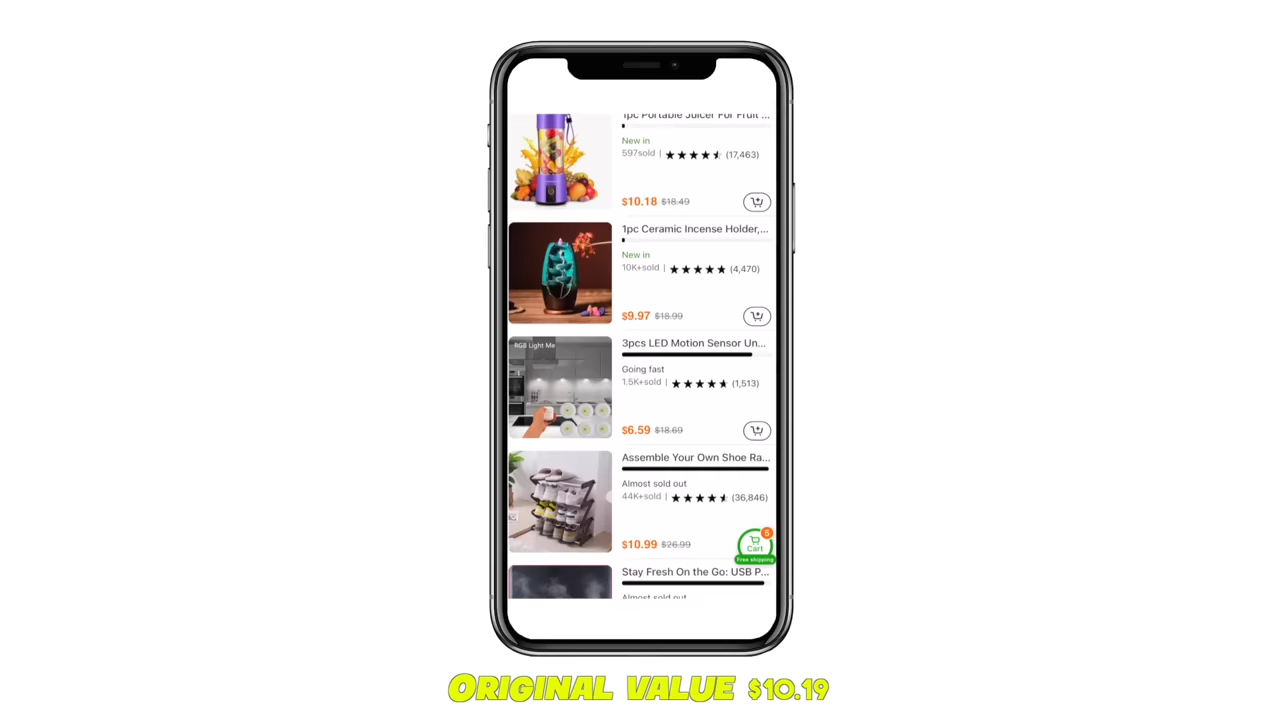 1pc Portable Juicer For Fruit ...
New in
597sold | (17,463)
$10.18 $18.49
1pc Ceramic Incense Holder,...
New in
10K+sold | (4,470)
$9.97 $18.99
RGB Light Me
3pcs LED Motion Sensor Un...
Going fast
1.5K+sold | (1,513)
$6.59 $18.69
Assemble Your Own Shoe Ra...
Almost sold out
44K+sold | (36,846)
$10.99 $26.99
5
Cart
Free shipping
Stay Fresh On the Go: USB P...
Almost sold out
ORIGINAL VALUE $10.19